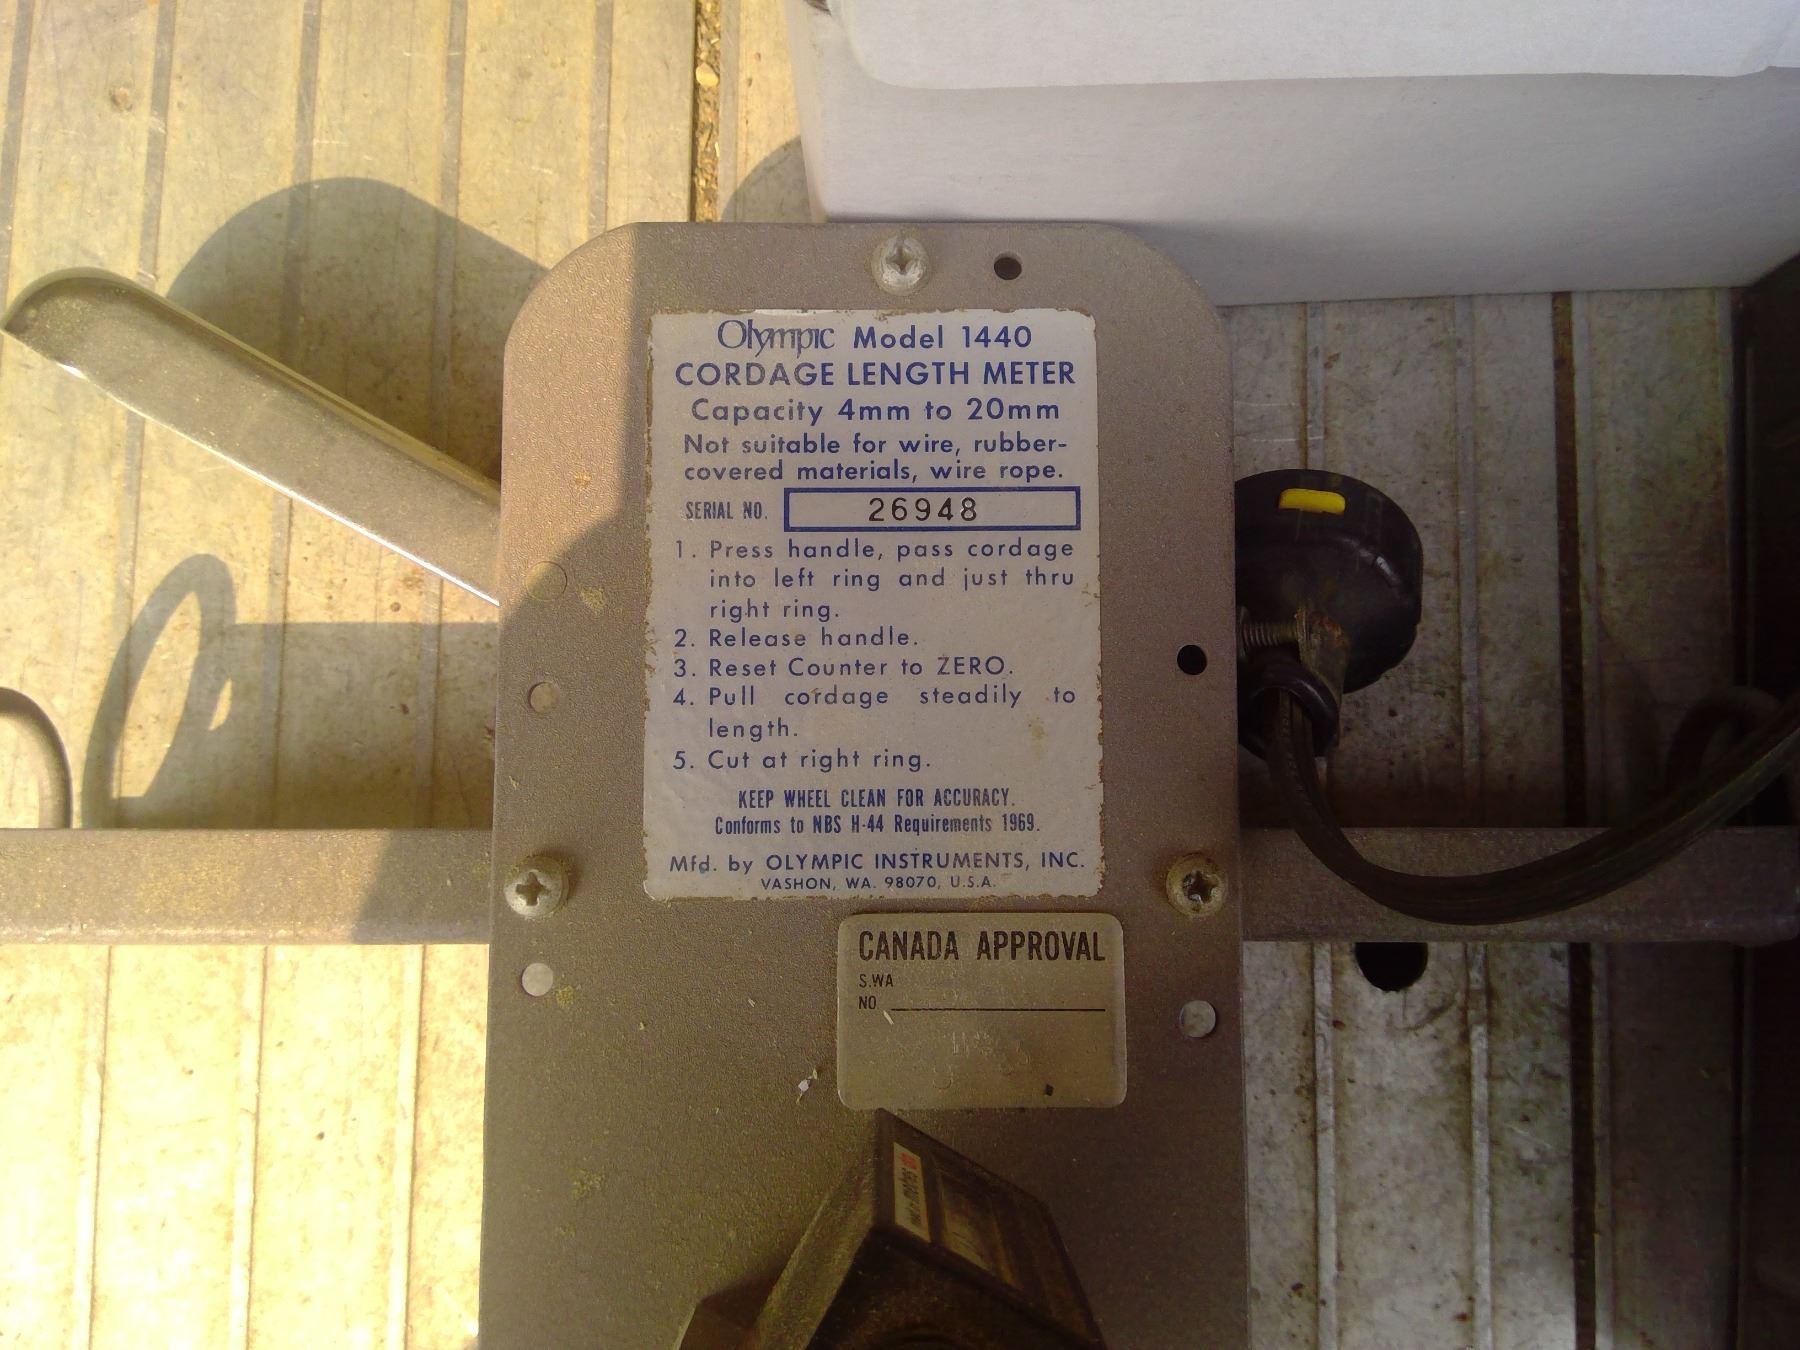 Olympic Model 1440
CORDAGE LENGTH METER
Capacity 4mm to 20mm
Not suitable for wire, rubber-
covered materials, wire rope.
SERIAL NO. 26948
1. Press handle, pass cordage
into left ring and just thru
right ring.
2. Release handle.
3. Reset Counter to ZERO.
4. Pull cordage steadily to
length.
5. Cut at right ring.
KEEP WHEEL CLEAN FOR ACCURACY.
Conforms to NBS H-44 Requirements 1969.
Mfd. by OLYMPIC INSTRUMENTS, INC.
VASHON, WA. 98070, U.S.A.
CANADA APPROVAL
S.WA
NO